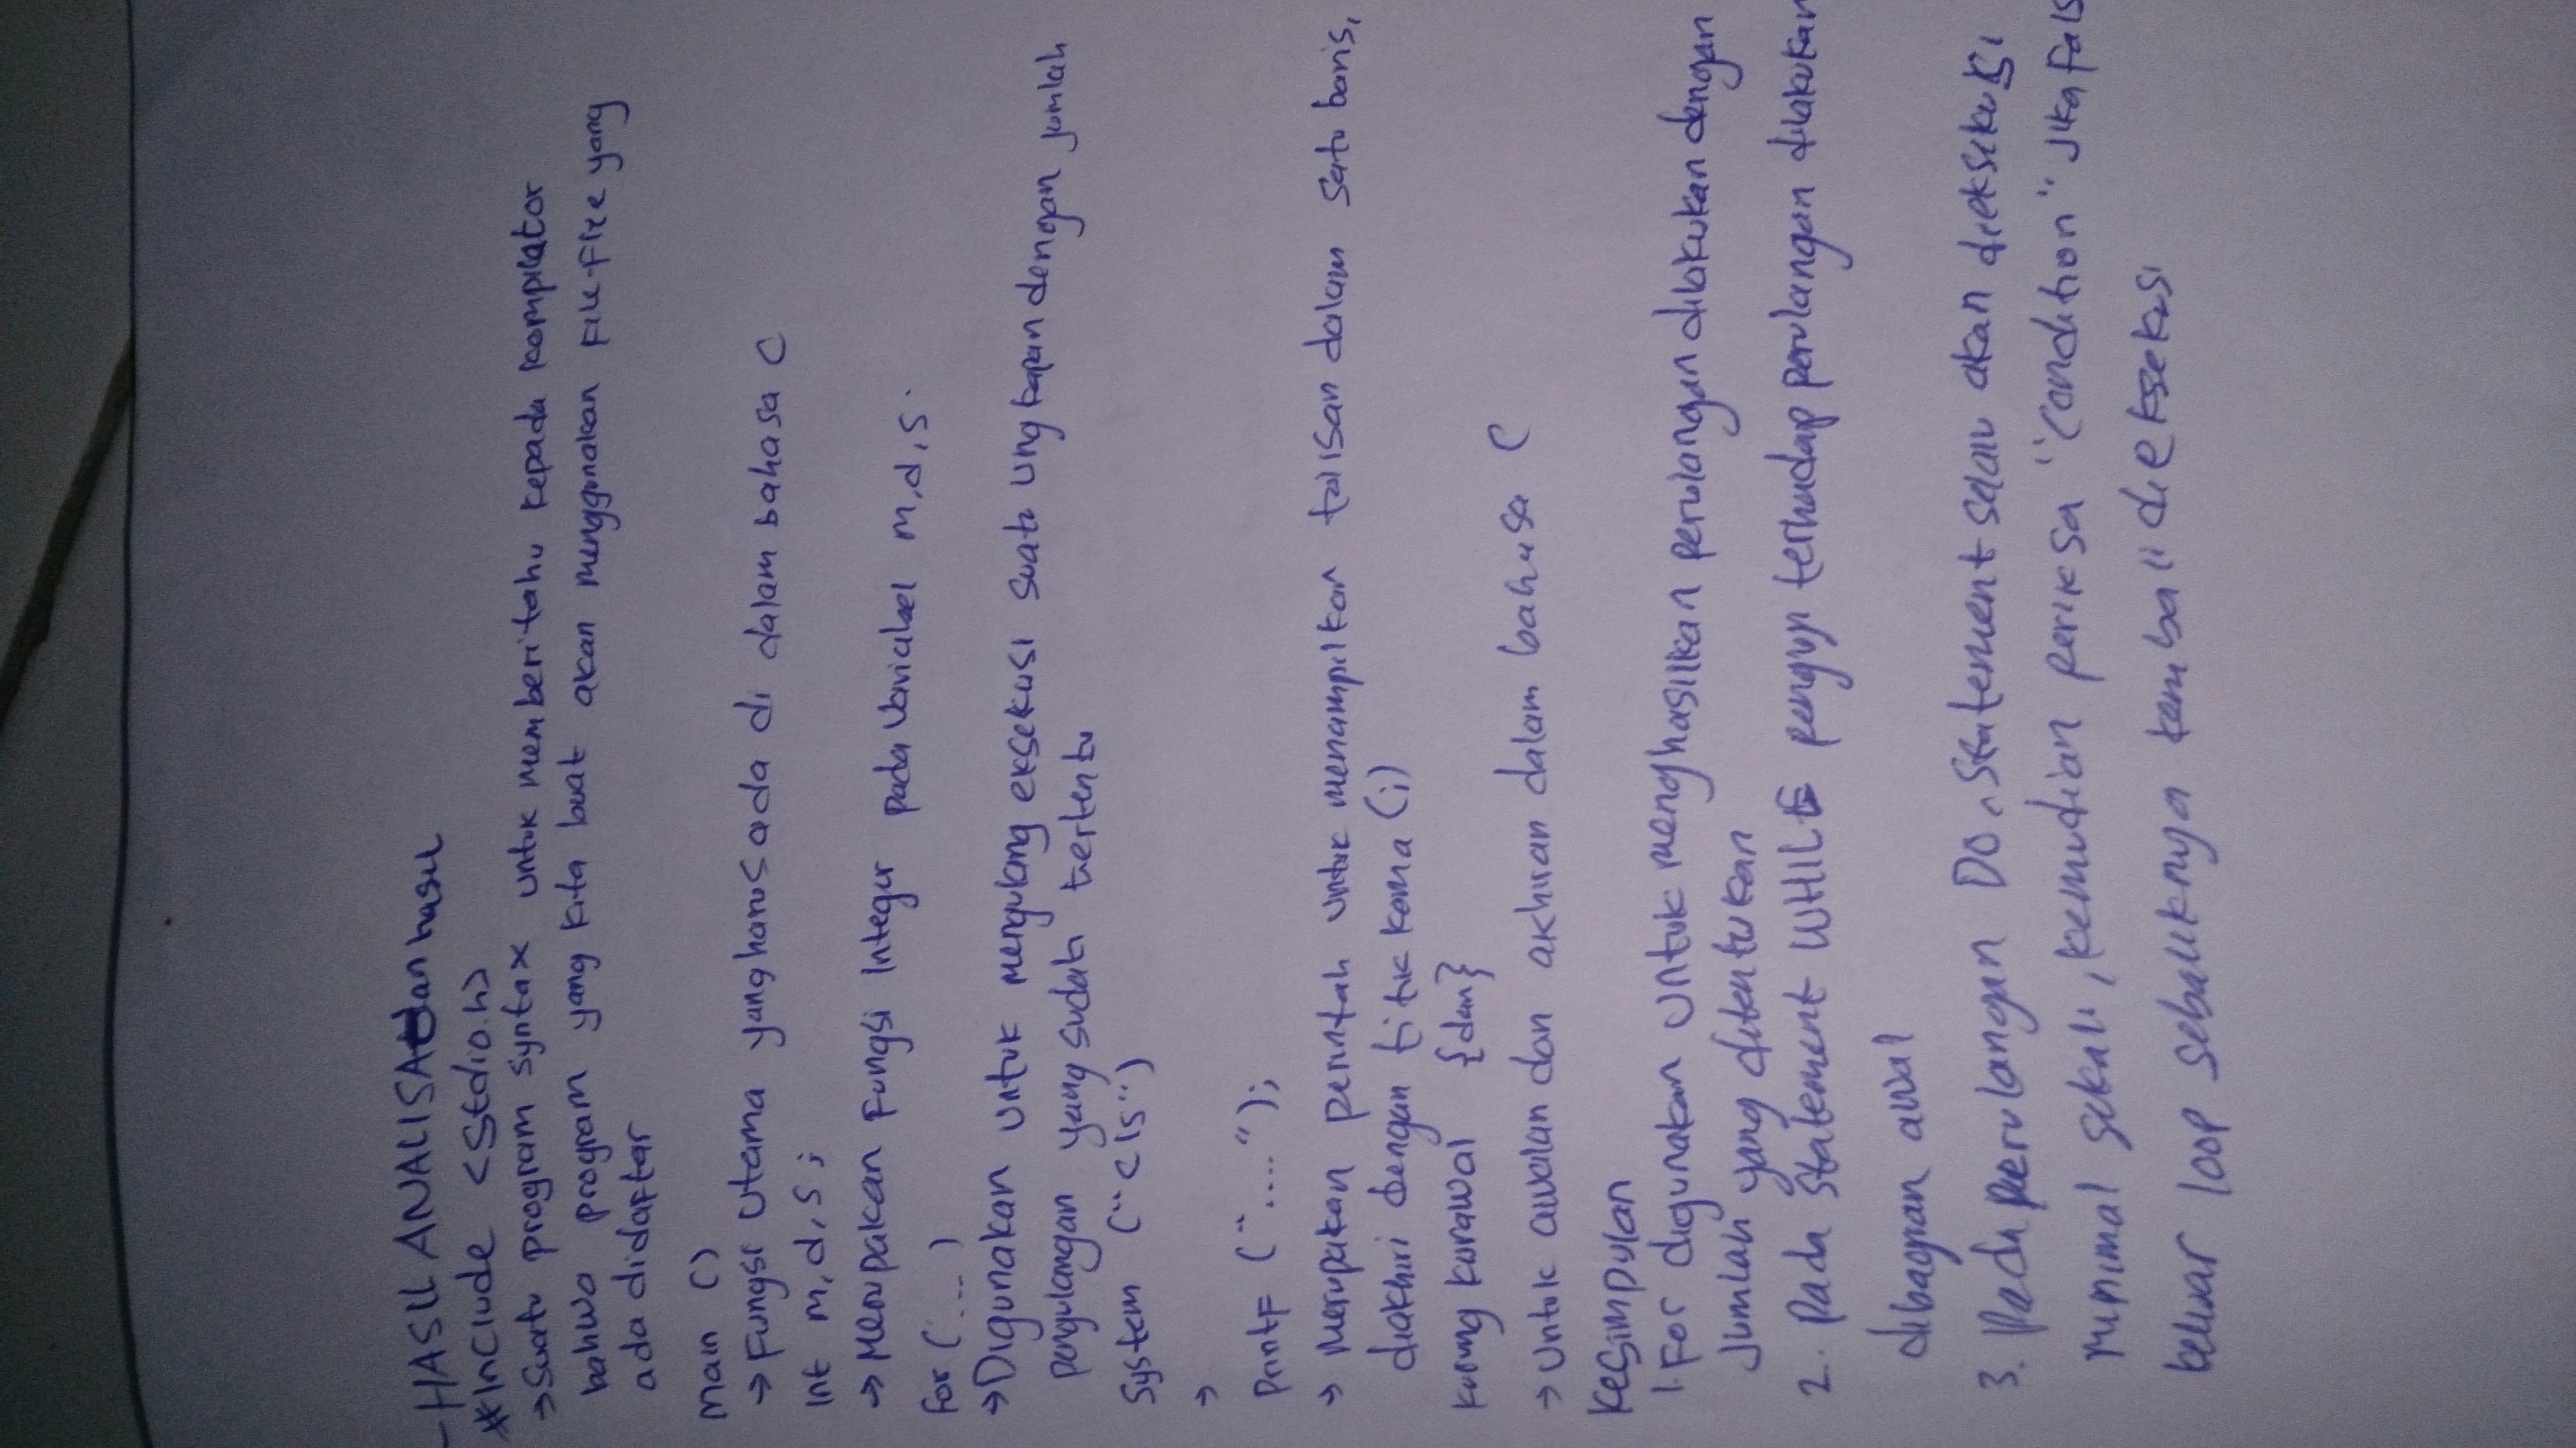 - HASIL ANALISA dan hasil
#include <stdio.h>
→ Suatu program syntax untuk memberitahu kepada kompilator
bahwa program yang kita buat akan menggunakan file-file yang
ada didaftar
main ()
→ Fungsi utama yang harus ada di dalam bahasa C
Int m,d,s;
→ Merupakan fungsi Integer pada variabel m,d,s.
for (...)
→ Digunakan untuk mengulang eksekusi suatu ungkapan dengan jumlah
pengulangan yang sudah tertentu
System ("cls")
→
printf ("....");
→ merupakan perintah untuk menampilkan tulisan dalam satu baris,
diakhiri dengan titik koma (;)
kurung kurawal {dan}
→ untuk awalan dan akhiran dalam bahasa C
Kesimpulan
1. For digunakan untuk menghasilkan perulangan dilakukan dengan
Jumlah yang ditentukan
2. Pada statement WHILE pengujian terhadap perulangan dilakukan
dibagian awal
3. Pada perulangan DO, Statement selalu akan dieksekusi
minimal sekali, kemudian periksa "condition" Jika fals
keluar loop sebaliknya kembali dieksekusi